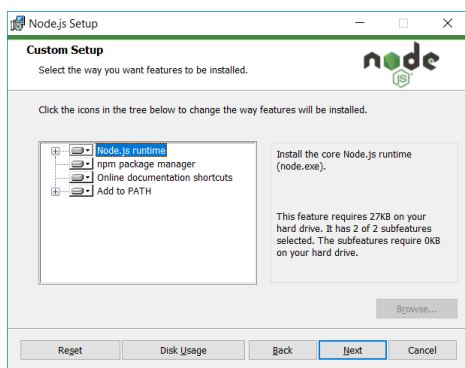 Node.js Setup
Custom Setup
Select the way you want features to be installed.
node
JS
Click the icons in the tree below to change the way features will be installed.
Node.js runtime
npm package manager
Online documentation shortcuts
Add to PATH
Install the core Node.js runtime
(node.exe).
This feature requires 27KB on your
hard drive. It has 2 of 2 subfeatures
selected. The subfeatures require 0KB
on your hard drive.
Browse...
Reset
Disk Usage
Back
Next
Cancel